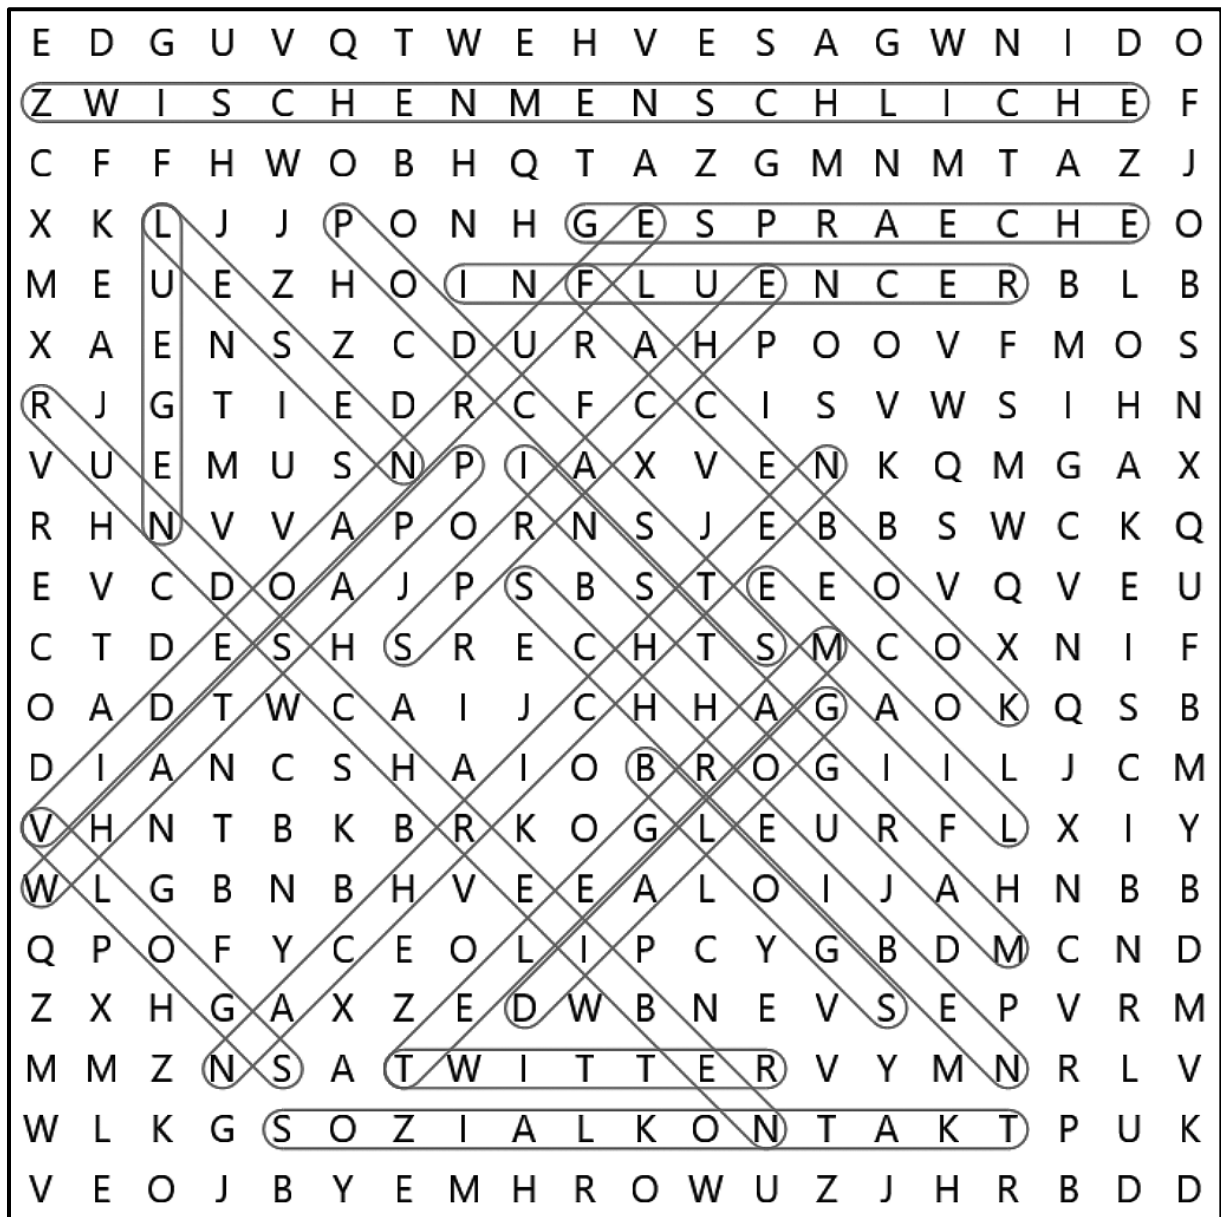 E D G U V Q T W E H V E S A G W N I D O
Z W I S C H E N M E N S C H L I C H E F
C F F H W O B H Q T A Z G M N M T A Z J
X K L J J P O N H G E S P R A E C H E O
M E U E Z H O I N F L U E N C E R B L B
X A E N S Z C D U R A H P O O V F M O S
R J G T I E D R C F C C I S V W S I H N
V U E M U S N P I A X V E N K Q M G A X
R H N V V A P O R N S J E B B S W C K Q
E V C D O A J P S B S T E E O V Q V E U
C T D E S H S R E C H T S M C O X N I F
O A D T W C A I J C H H A G A O K Q S B
D I A N C S H A I O B R O G I I L J C M
V H N T B K B R K O G L E U R F L X I Y
W L G B N B H V E E A L O I J A H N B B
Q P O F Y C E O L I P C Y G B D M C N D
Z X H G A X Z E D W B N E V S E P V R M
M M Z N S A T W I T T E R V Y M N R L V
W L K G S O Z I A L K O N T A K T P U K
V E O J B Y E M H R O W U Z J H R B D D